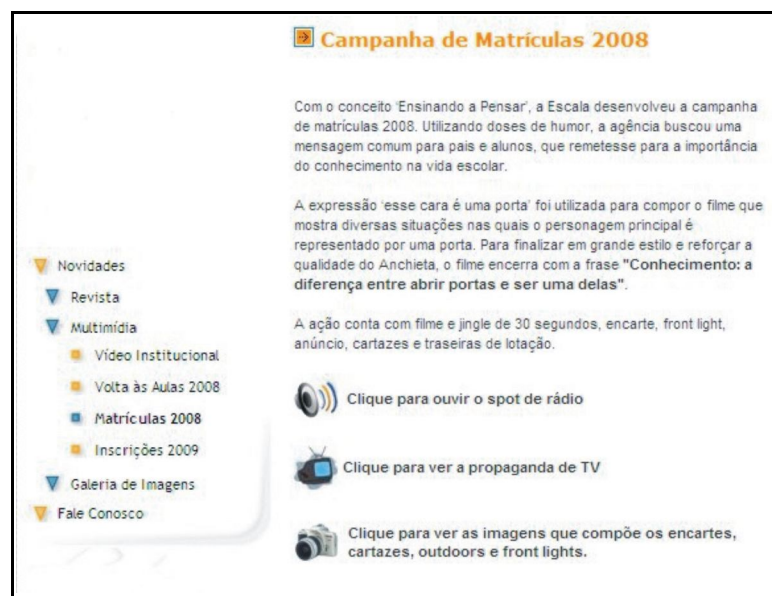 Campanha de Matrículas 2008
Com o conceito 'Ensinando a Pensar', a Escala desenvolveu a campanha
de matrículas 2008. Utilizando doses de humor, a agência buscou uma
mensagem comum para pais e alunos, que remetesse para a importância
do conhecimento na vida escolar.
A expressão 'esse cara é uma porta' foi utilizada para compor o filme que
mostra diversas situações nas quais o personagem principal é
representado por uma porta. Para finalizar em grande estilo e reforçar a
qualidade do Anchieta, o filme encerra com a frase "Conhecimento: a
diferença entre abrir portas e ser uma delas".
A ação conta com filme e jingle de 30 segundos, encarte, front light,
anúncio, cartazes e traseiras de lotação.
Clique para ouvir o spot de rádio
Clique para ver a propaganda de TV
Clique para ver as imagens que compõe os encartes,
cartazes, outdoors e front lights.
Novidades
Revista
Multimídia
Vídeo Institucional
Volta às Aulas 2008
Matrículas 2008
Inscrições 2009
Galeria de Imagens
Fale Conosco